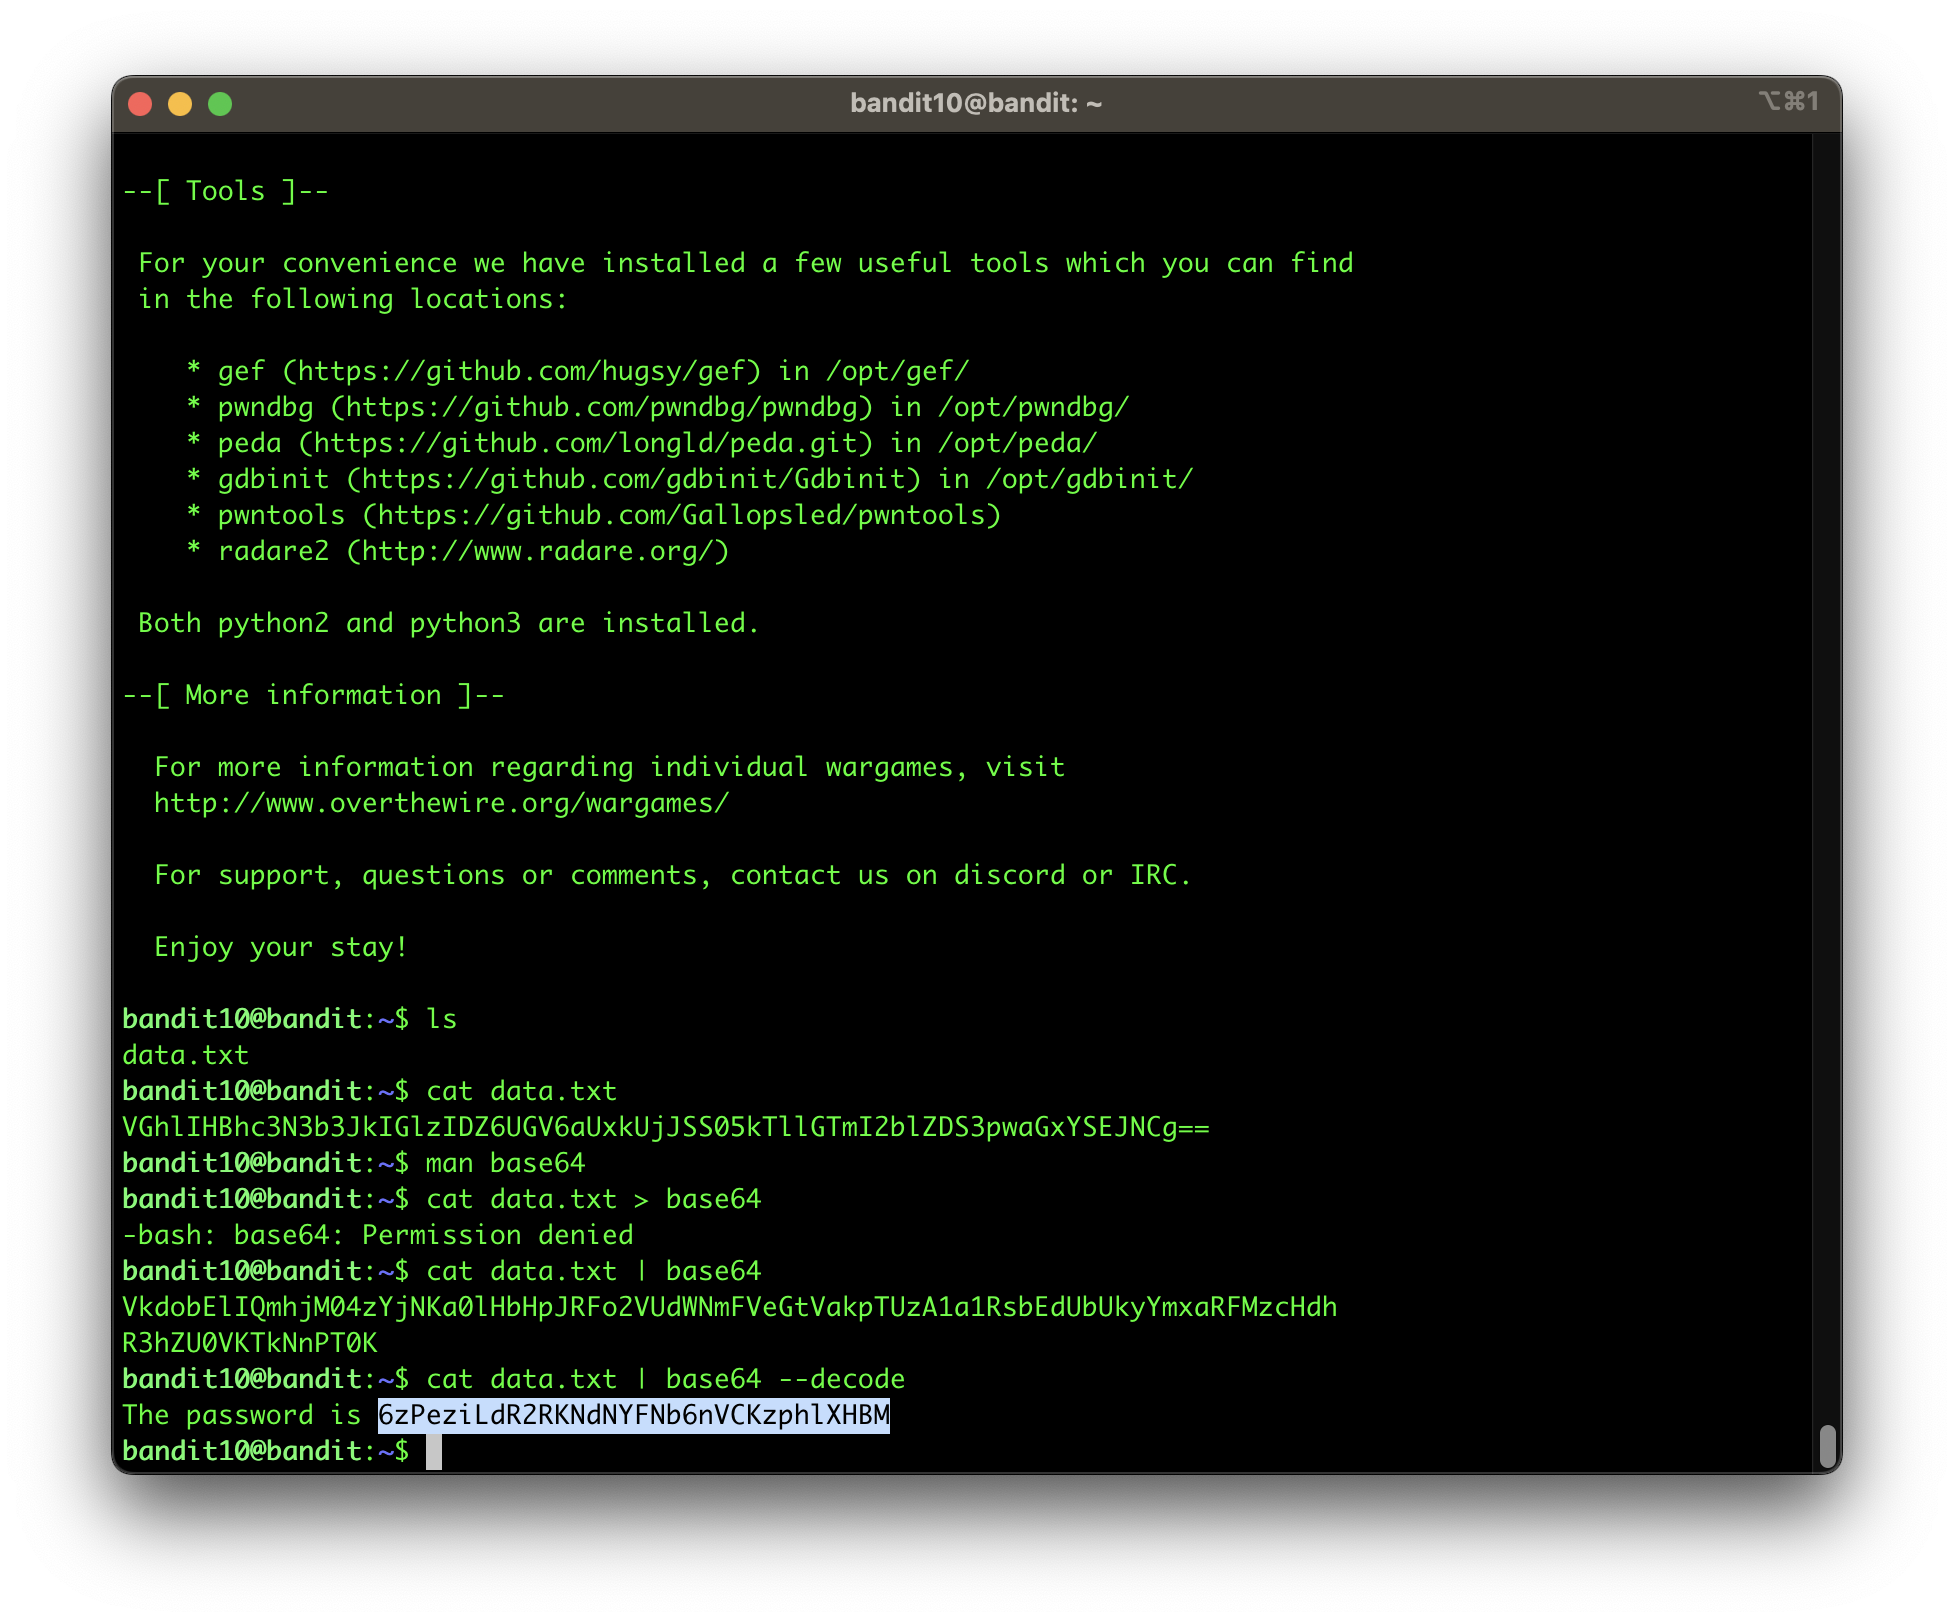 bandit10@bandit: ~
⌥⌘1
--[ Tools ]--
For your convenience we have installed a few useful tools which you can find
in the following locations:
* gef (https://github.com/hugsy/gef) in /opt/gef/
* pwndbg (https://github.com/pwndbg/pwndbg) in /opt/pwndbg/
* peda (https://github.com/longld/peda.git) in /opt/peda/
* gdbinit (https://github.com/gdbinit/Gdbinit) in /opt/gdbinit/
* pwntools (https://github.com/Gallopsled/pwntools)
* radare2 (http://www.radare.org/)
Both python2 and python3 are installed.
--[ More information ]--
For more information regarding individual wargames, visit
http://www.overthewire.org/wargames/
For support, questions or comments, contact us on discord or IRC.
Enjoy your stay!
bandit10@bandit:~$ ls
data.txt
bandit10@bandit:~$ cat data.txt
VGhlIHBhc3N3b3JkIGlzIDZ6UGV6aUxkUjJSS05kTllGTmI2blZDS3pwaGxYSEJNCg==
bandit10@bandit:~$ man base64
bandit10@bandit:~$ cat data.txt > base64
-bash: base64: Permission denied
bandit10@bandit:~$ cat data.txt | base64
VkdobElIQmhjM04zYjNKa0lHbHpJRFo2VUdWNmFVeGtVakpTUzA1a1RsbEdUbUkyYmxaRFMzcHdh
R3hZU0VKTkNnPT0K
bandit10@bandit:~$ cat data.txt | base64 --decode
The password is 6zPeziLdR2RKNdNYFNb6nVCKzphlXHBM
bandit10@bandit:~$